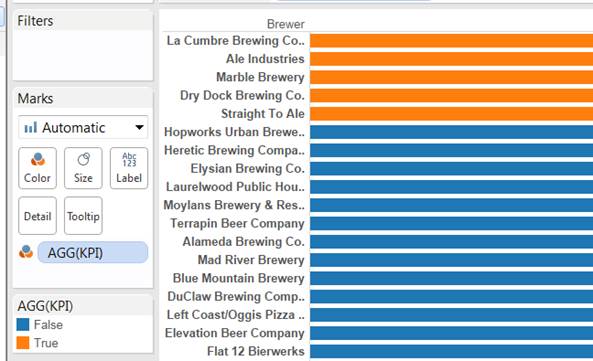 Filters
Marks
Automatic
Color
Size
Abc
123
Label
Detail
Tooltip
AGG(KPI)
AGG(KPI)
False
True
Brewer
La Cumbre Brewing Co..
Ale Industries
Marble Brewery
Dry Dock Brewing Co.
Straight To Ale
Hopworks Urban Brewe..
Heretic Brewing Compa..
Elysian Brewing Co.
Laurelwood Public Hou..
Moylans Brewery & Res..
Terrapin Beer Company
Alameda Brewing Co.
Mad River Brewery
Blue Mountain Brewery
DuClaw Brewing Comp..
Left Coast/Oggis Pizza ..
Elevation Beer Company
Flat 12 Bierwerks